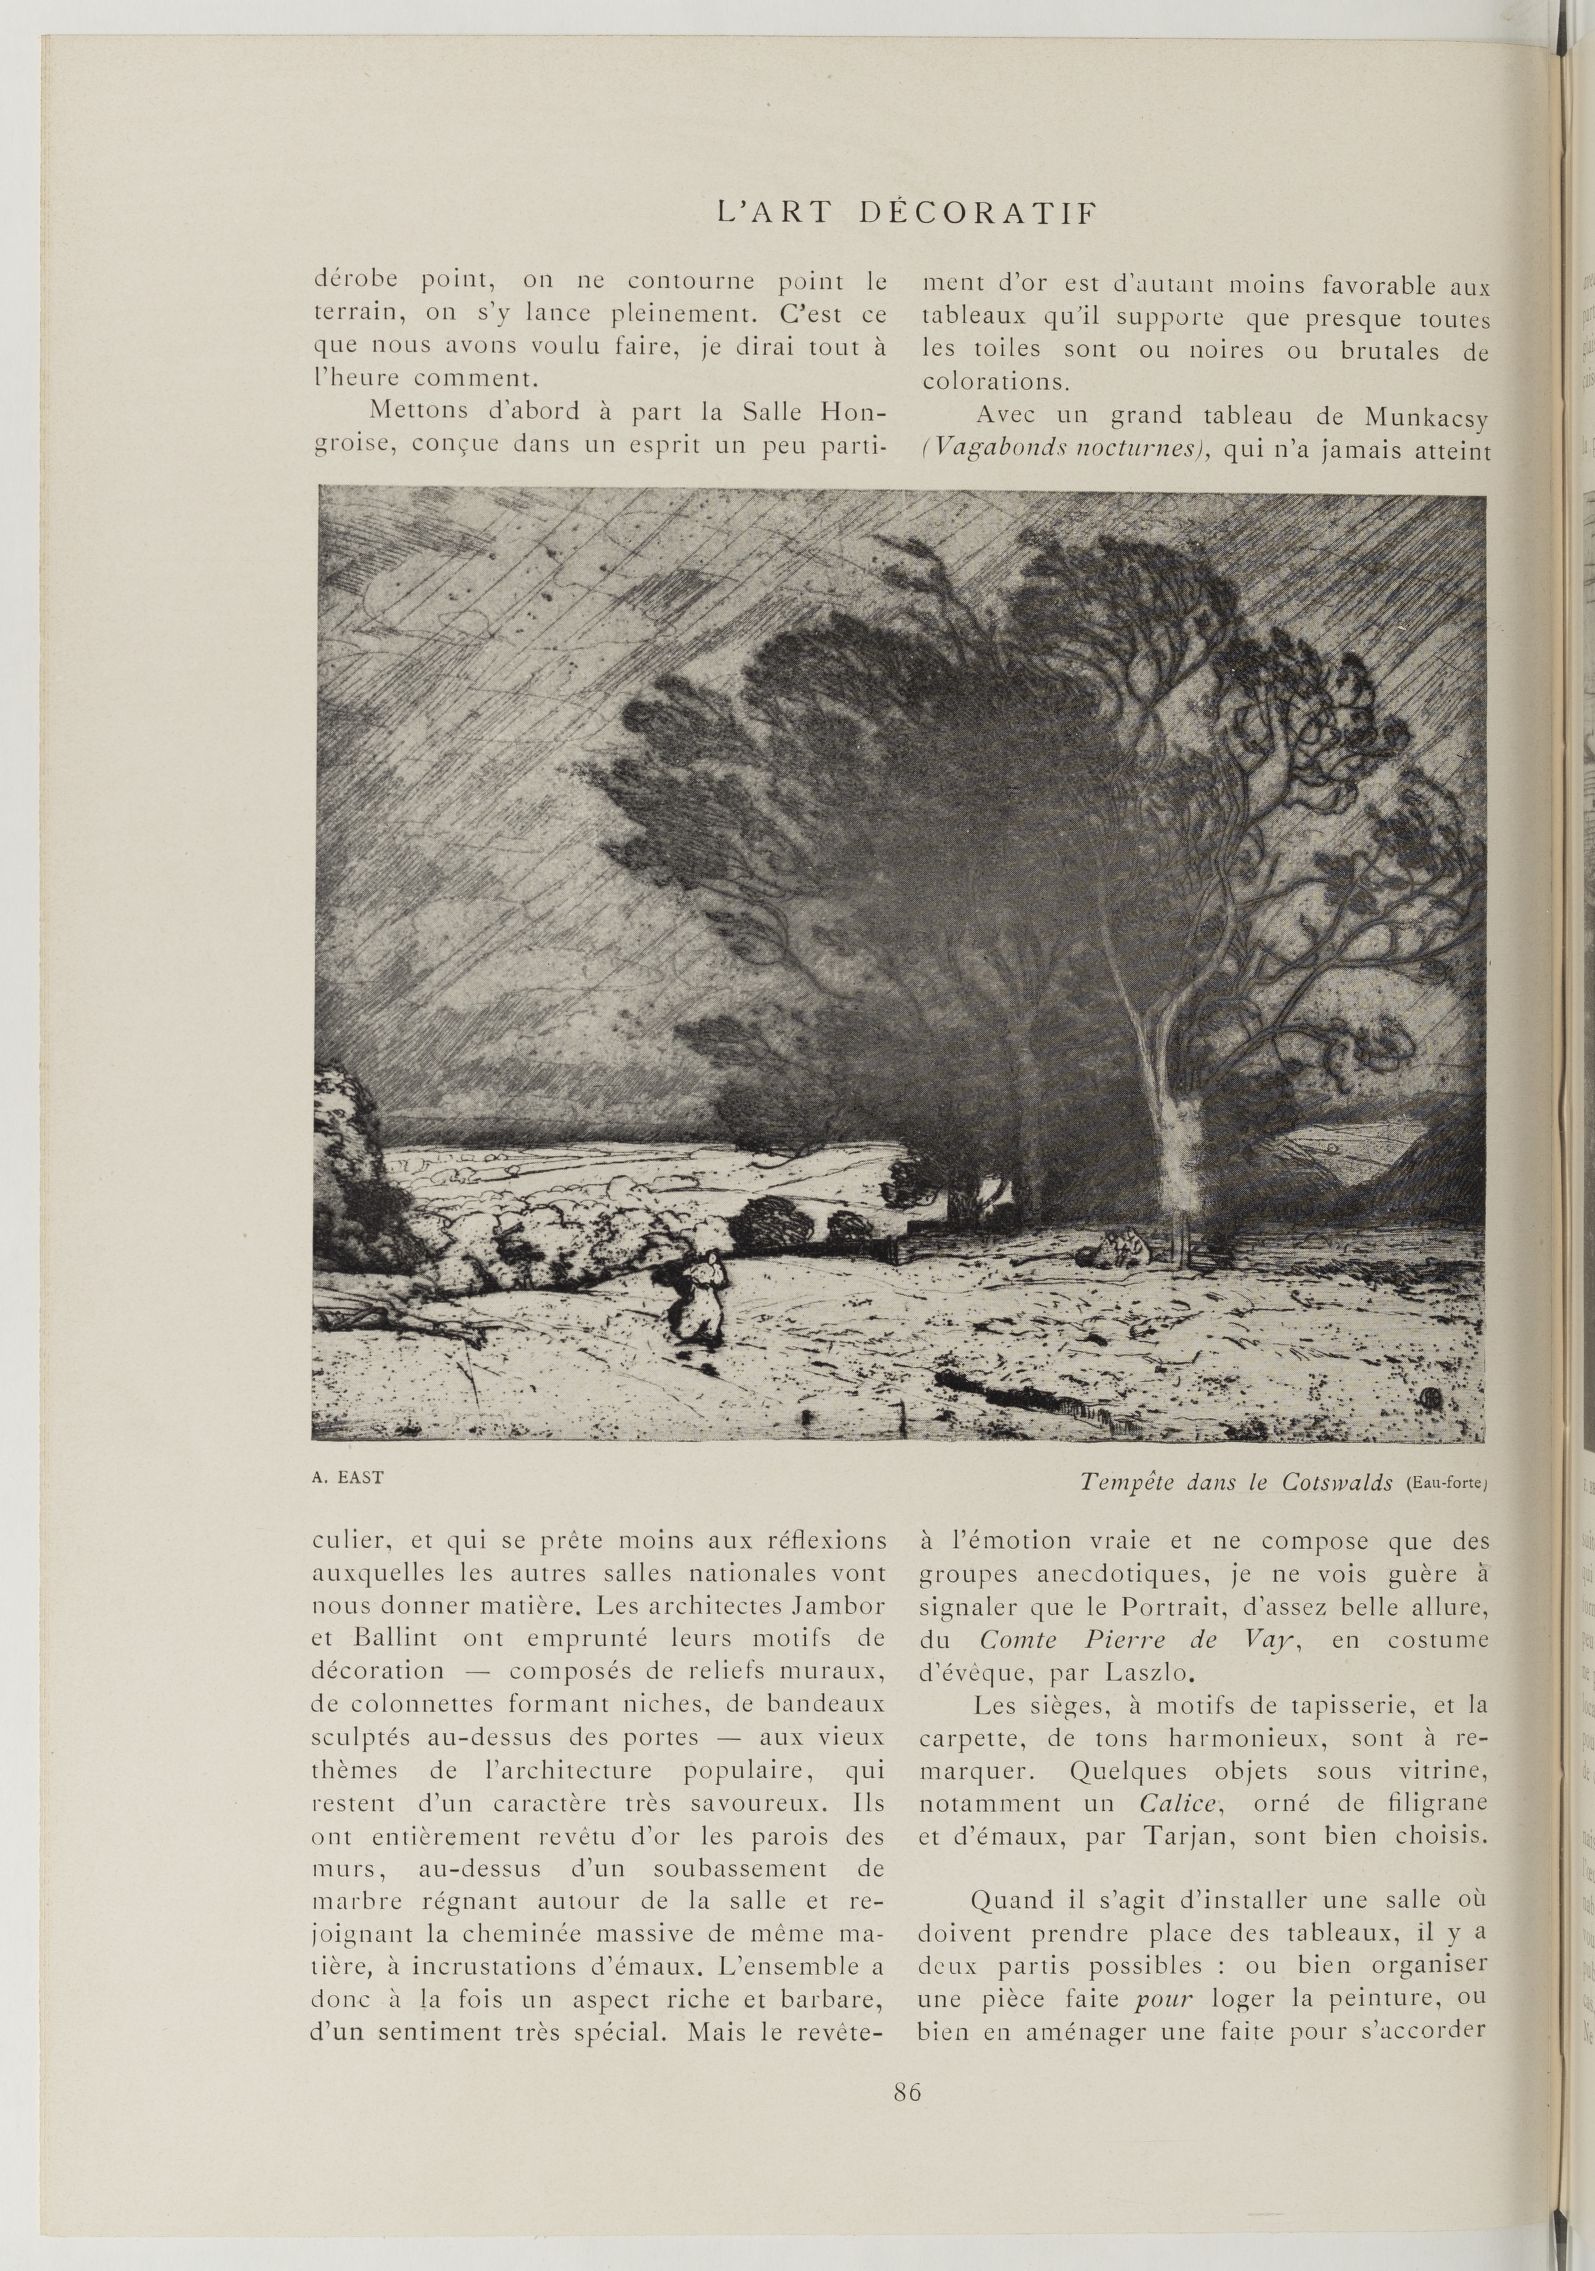 L'ART DÉCORATIF
dérobe point, on ne contourne point le
terrain, on s'y lance pleinement. C'est ce
que nous avons voulu faire, je dirai tout à
l'heure comment.
Mettons d'abord à part la Salle Hon-
groise, conçue dans un esprit un peu parti-
culier, et qui se prête moins aux réflexions
auxquelles les autres salles nationales vont
nous donner matière. Les architectes Jambor
et Ballint ont emprunté leurs motifs de
décoration — composés de reliefs muraux,
de colonnettes formant niches, de bandeaux
sculptés au-dessus des portes — aux vieux
thèmes de l'architecture populaire, qui
restent d'un caractère très savoureux. Ils
ont entièrement revêtu d'or les parois des
murs, au-dessus d'un soubassement de
marbre régnant autour de la salle et re-
joignant la cheminée massive de même ma-
tière, à incrustations d'émaux. L'ensemble a
donc à la fois un aspect riche et barbare,
d'un sentiment très spécial. Mais le revête-
ment d'or est d'autant moins favorable aux
tableaux qu'il supporte que presque toutes
les toiles sont ou noires ou brutales de
colorations.
Avec un grand tableau de Munkacsy
(Vagabonds nocturnes), qui n'a jamais atteint
à l'émotion vraie et ne compose que des
groupes anecdotiques, je ne vois guère à
signaler que le Portrait, d'assez belle allure,
du Comte Pierre de Vay, en costume
d'évêque, par Laszlo.
Les sièges, à motifs de tapisserie, et la
carpette, de tons harmonieux, sont à re-
marquer. Quelques objets sous vitrine,
notamment un Calice, orné de filigrane
et d'émaux, par Tarjan, sont bien choisis.
Quand il s'agit d'installer une salle où
doivent prendre place des tableaux, il y a
deux partis possibles : ou bien organiser
une pièce faite pour loger la peinture, ou
bien en aménager une faite pour s'accorder
A. EAST
Tempête dans le Cotswalds (Eau-forte)
86